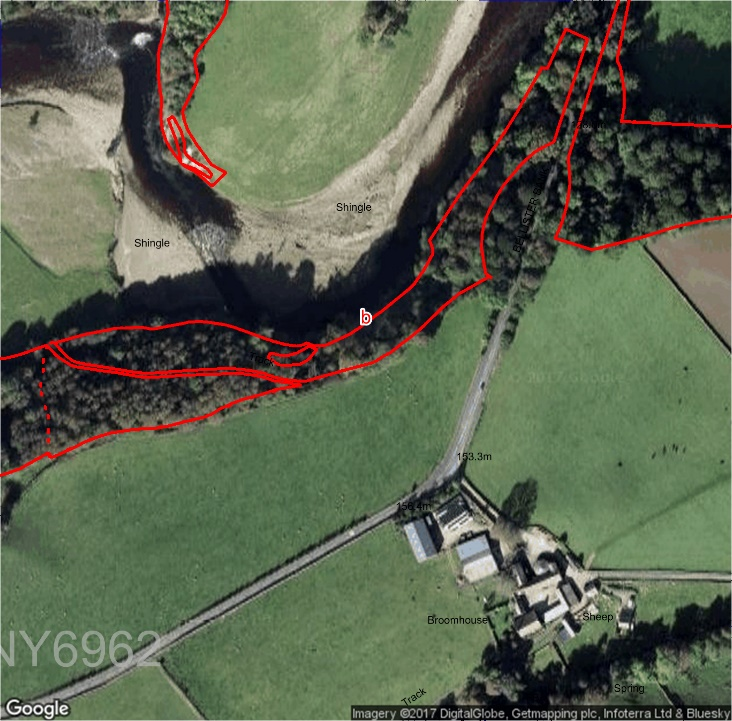 Shingle
Shingle
b
153.3m
156.4m
Broomhouse
Sheep
NY6962
Spring
Track
Google
Imagery ©2017 DigitalGlobe, Getmapping plc, Infoterra Ltd & Bluesky